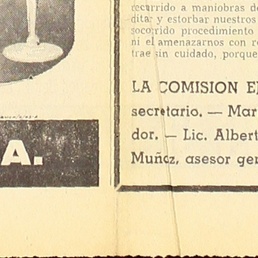 recurrido a maniobras de
ditar y estorbar nuestros
socorrido procedimiento
ni el amenazarnos con re
trae sin cuidado, porque
LA COMISION E
secretario. — Mar
dor. — Lic. Albert
Muñoz, asesor ger
A.